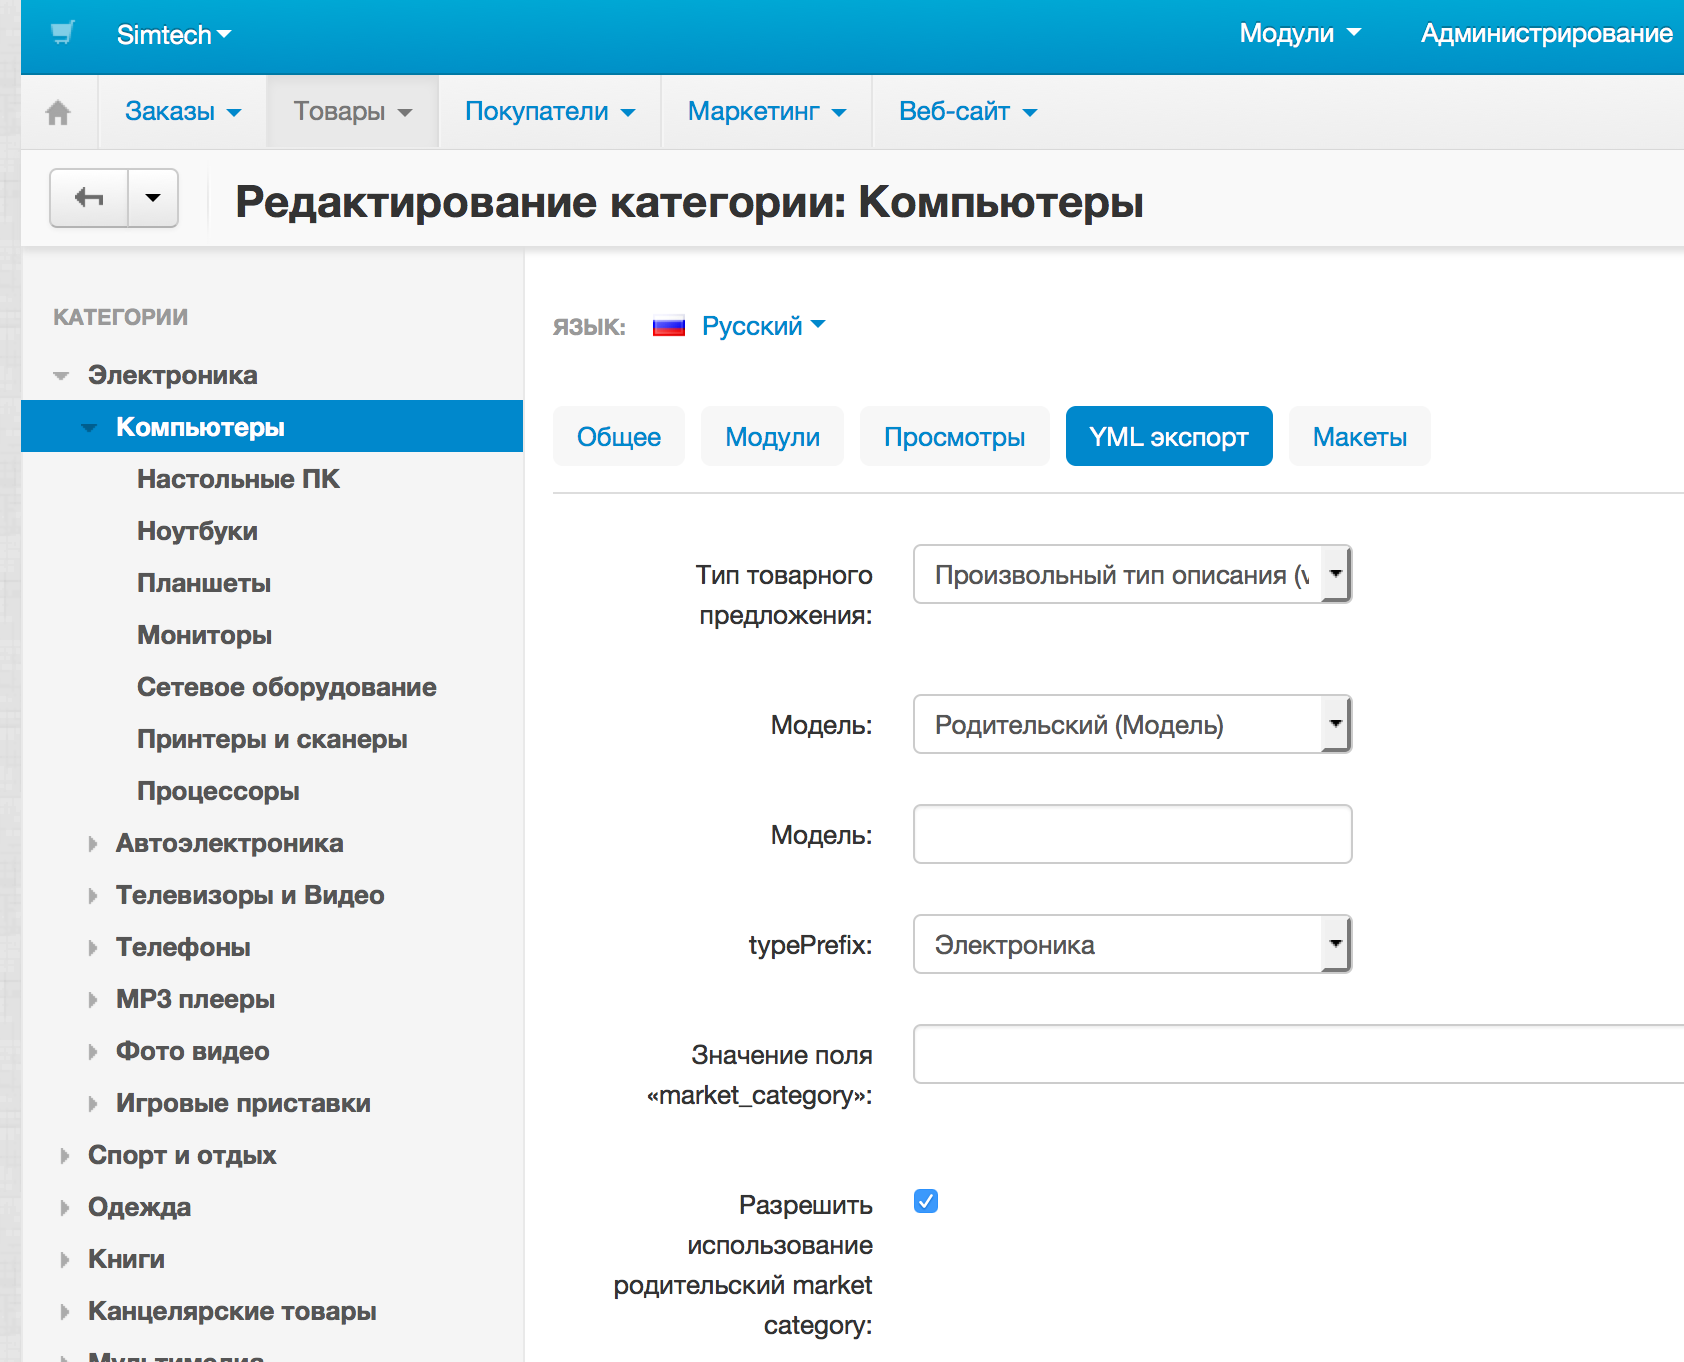 Simtech
Модули
Администрирование
Заказы
Товары
Покупатели
Маркетинг
Веб-сайт
Редактирование категории: Компьютеры
КАТЕГОРИИ
Электроника
Компьютеры
Настольные ПК
Ноутбуки
Планшеты
Мониторы
Сетевое оборудование
Принтеры и сканеры
Процессоры
Автоэлектроника
Телевизоры и Видео
Телефоны
MP3 плееры
Фото видео
Игровые приставки
Спорт и отдых
Одежда
Книги
Канцелярские товары
Мультимедиа
ЯЗЫК:
Русский
Общее
Модули
Просмотры
YML экспорт
Макеты
Тип товарного
предложения:
Произвольный тип описания (v
Модель:
Родительский (Модель)
Модель:
typePrefix:
Электроника
Значение поля
«market_category»:
Разрешить
использование
родительский market
category: